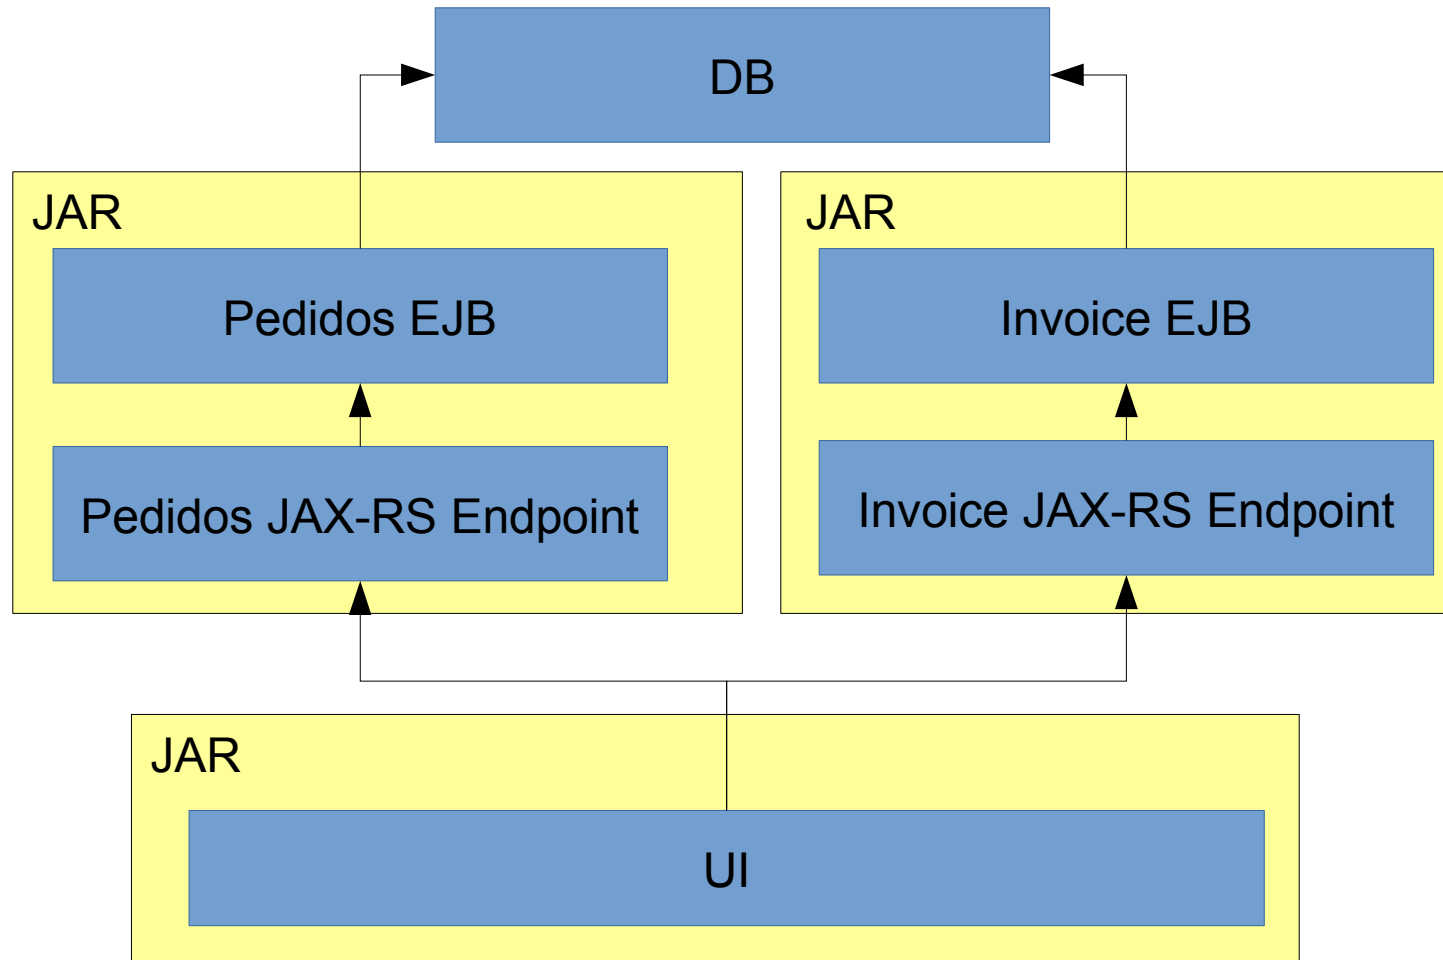 DB
JAR
JAR
Pedidos EJB
Invoice EJB
Pedidos JAX-RS Endpoint
Invoice JAX-RS Endpoint
JAR
UI